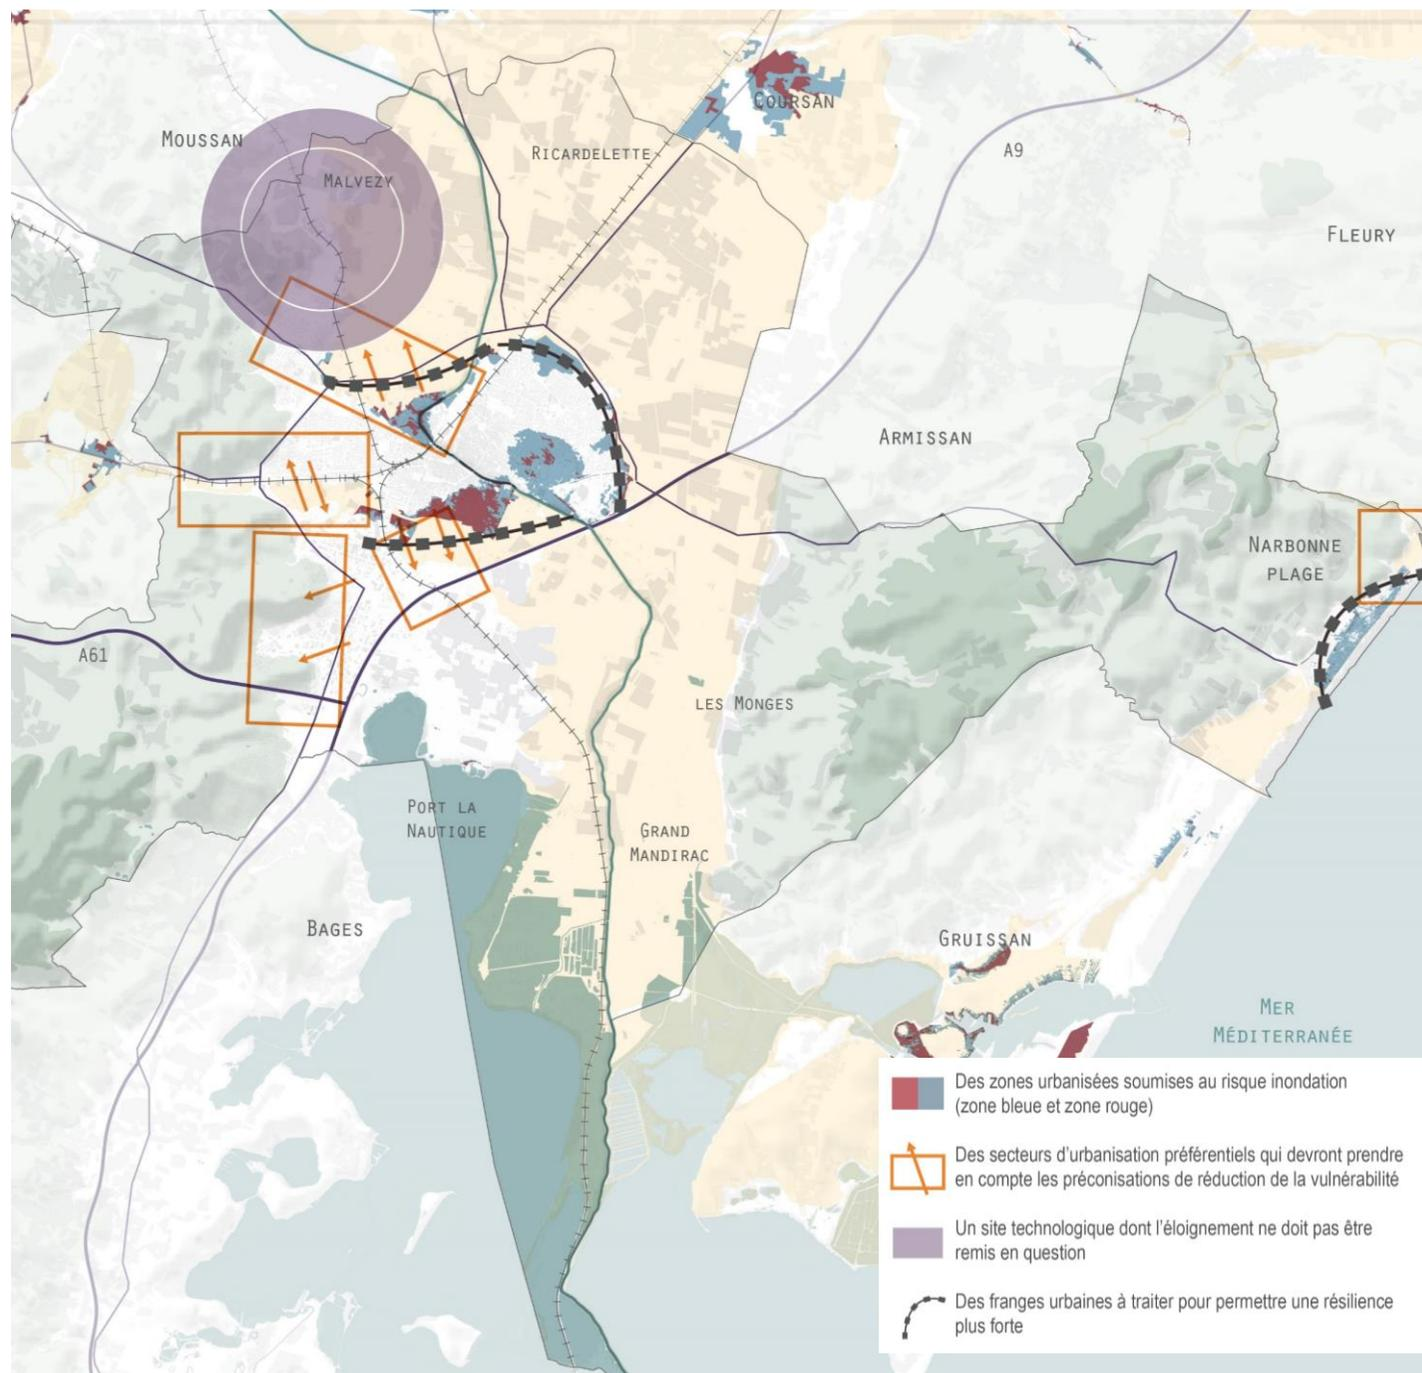 COURSAN
MOUSSAN
A9
RICARDELETTE
MALVEZY
FLEURY
ARMISSAN
NARBONNE
PLAGE
A61
LES MONGES
PORT LA
NAUTIQUE
GRAND
MANDIRAC
BAGES
GRUISSAN
MER
MÉDITERRANÉE
Des zones urbanisées soumises au risque inondation
(zone bleue et zone rouge)
Des secteurs d'urbanisation préférentiels qui devront prendre
en compte les préconisations de réduction de la vulnérabilité
Un site technologique dont l'éloignement ne doit pas être
remis en question
Des franges urbaines à traiter pour permettre une résilience
plus forte